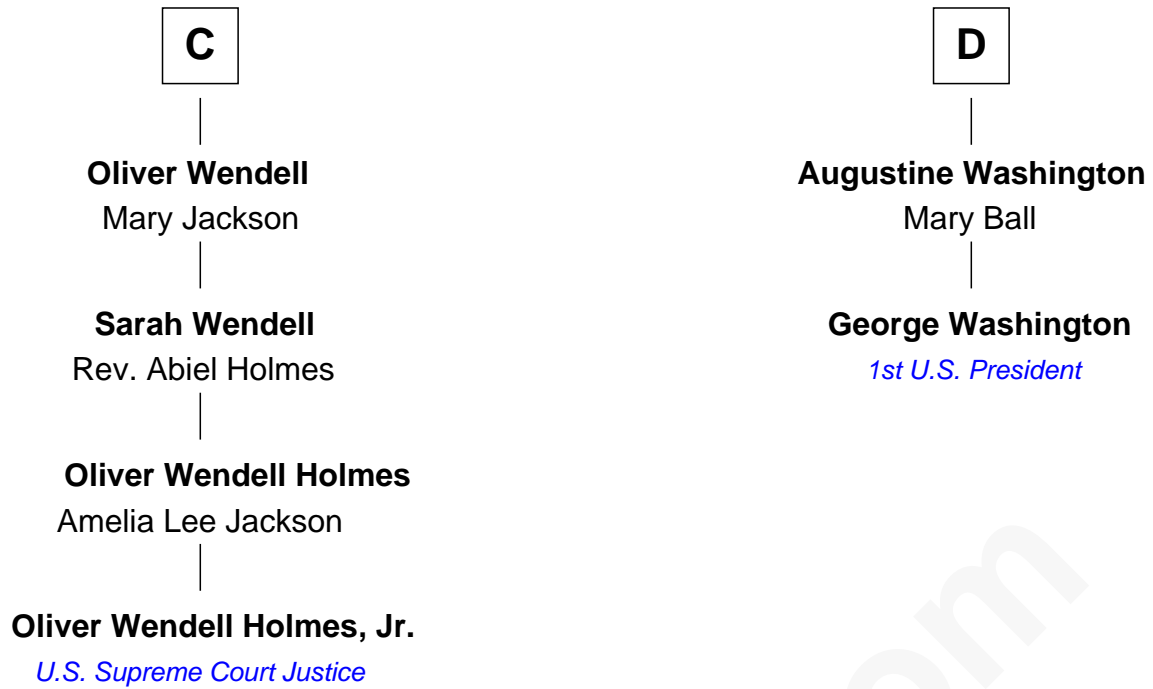 C
Oliver Wendell
Mary Jackson
Sarah Wendell
Rev. Abiel Holmes
Oliver Wendell Holmes
Amelia Lee Jackson
Oliver Wendell Holmes, Jr.
U.S. Supreme Court Justice
D
Augustine Washington
Mary Ball
George Washington
1st U.S. President
om